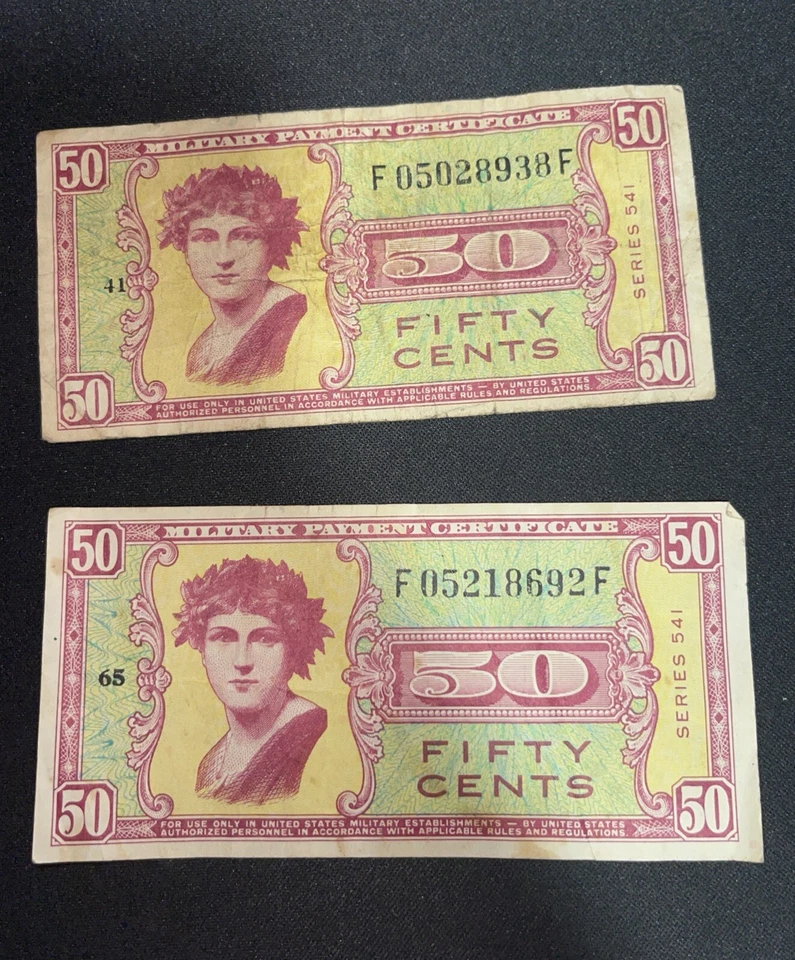 MILITARY PAYMENT CERTIFICATE
50
50
F05028938F
SERIES 541
50
41
FIFTY
CENTS
50
50
FOR USE ONLY IN UNITED STATES MILITARY ESTABLISHMENTS — BY UNITED STATES
AUTHORIZED PERSONNEL IN ACCORDANCE WITH APPLICABLE RULES AND REGULATIONS.
MILITARY PAYMENT CERTIFICATE
50
50
F05218692F
SERIES 541
50
65
FIFTY
CENTS
50
50
FOR USE ONLY IN UNITED STATES MILITARY ESTABLISHMENTS — BY UNITED STATES
AUTHORIZED PERSONNEL IN ACCORDANCE WITH APPLICABLE RULES AND REGULATIONS.